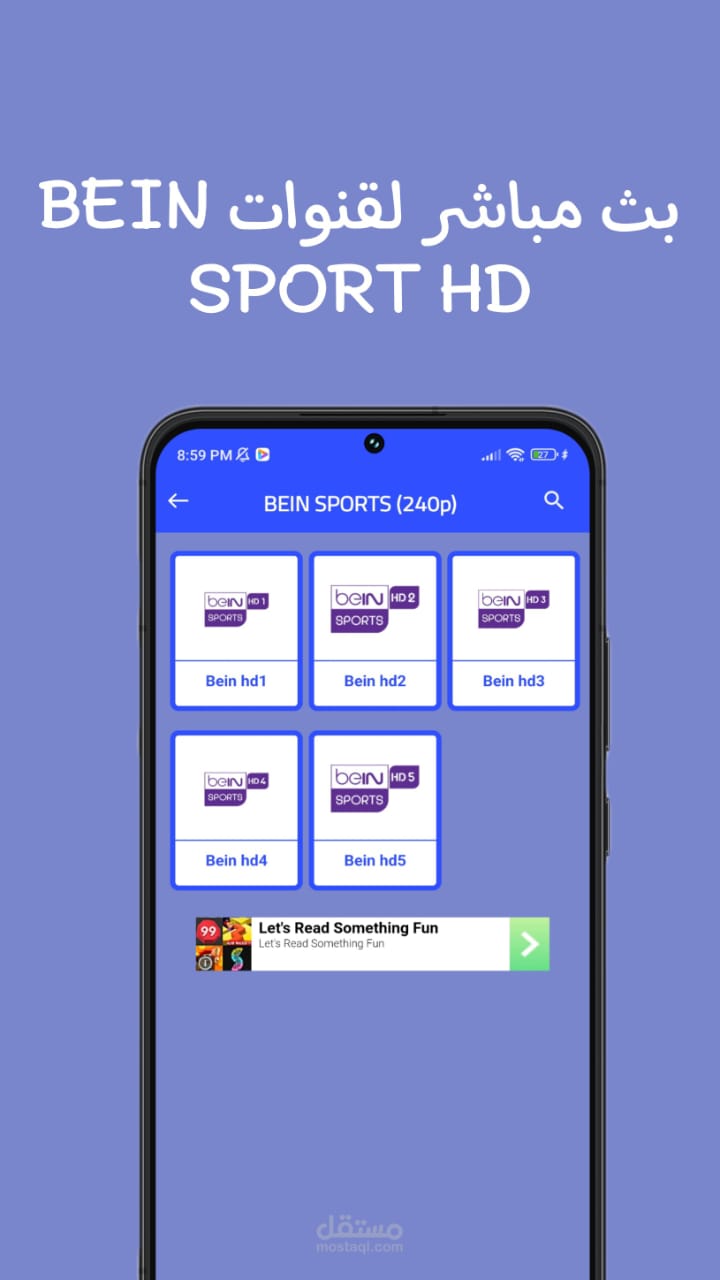 بث مباشر لقنوات BEIN
SPORT HD
8:59 PM
27
BEIN SPORTS (240p)
beIN HD 1
SPORTS
beIN HD 2
SPORTS
beIN HD 3
SPORTS
Bein hd1
Bein hd2
Bein hd3
beIN HD 4
SPORTS
beIN HD 5
SPORTS
Bein hd4
Bein hd5
99
Let's Read Something Fun
Let's Read Something Fun
مستقل
mostaql.com